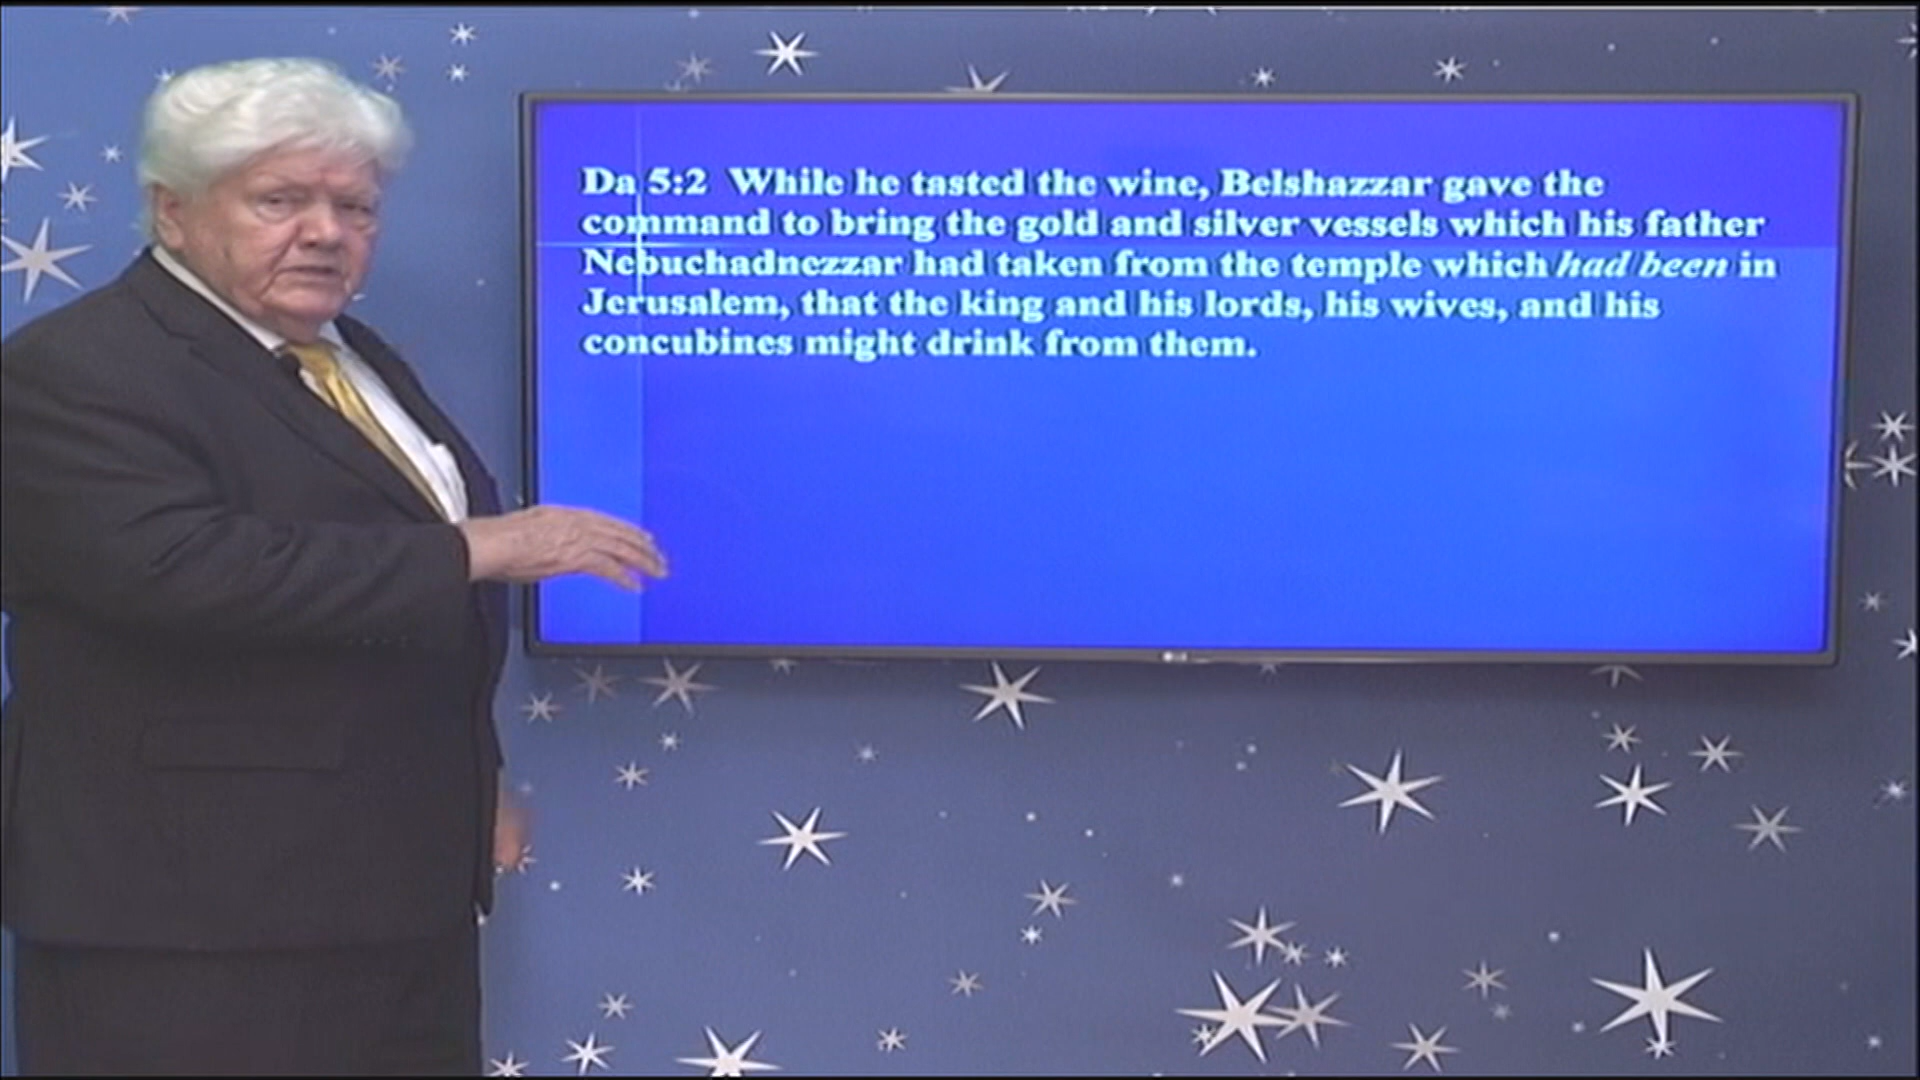 Da 5:2 While he tasted the wine, Belshazzar gave the
command to bring the gold and silver vessels which his father
Nebuchadnezzar had taken from the temple which had been in
Jerusalem, that the king and his lords, his wives, and his
concubines might drink from them.